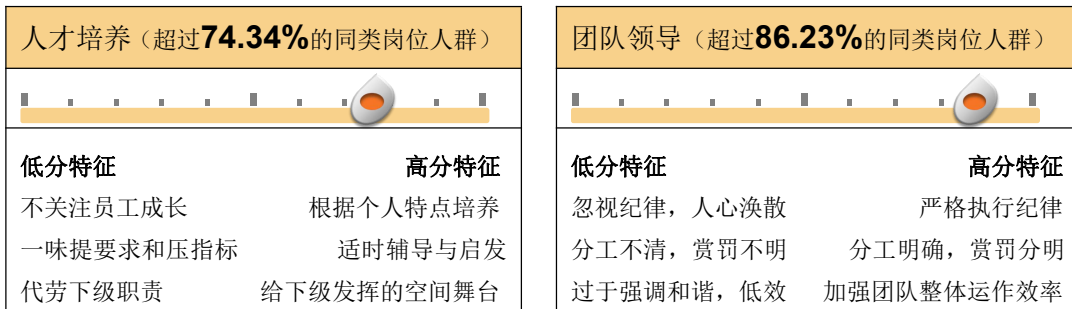 人才培养（超过74.34%的同类岗位人群）
低分特征 高分特征
不关注员工成长 根据个人特点培养
一味提要求和压指标 适时辅导与启发
代劳下级职责 给下级发挥的空间舞台
团队领导（超过86.23%的同类岗位人群）
低分特征 高分特征
忽视纪律，人心涣散 严格执行纪律
分工不清，赏罚不明 分工明确，赏罚分明
过于强调和谐，低效 加强团队整体运作效率